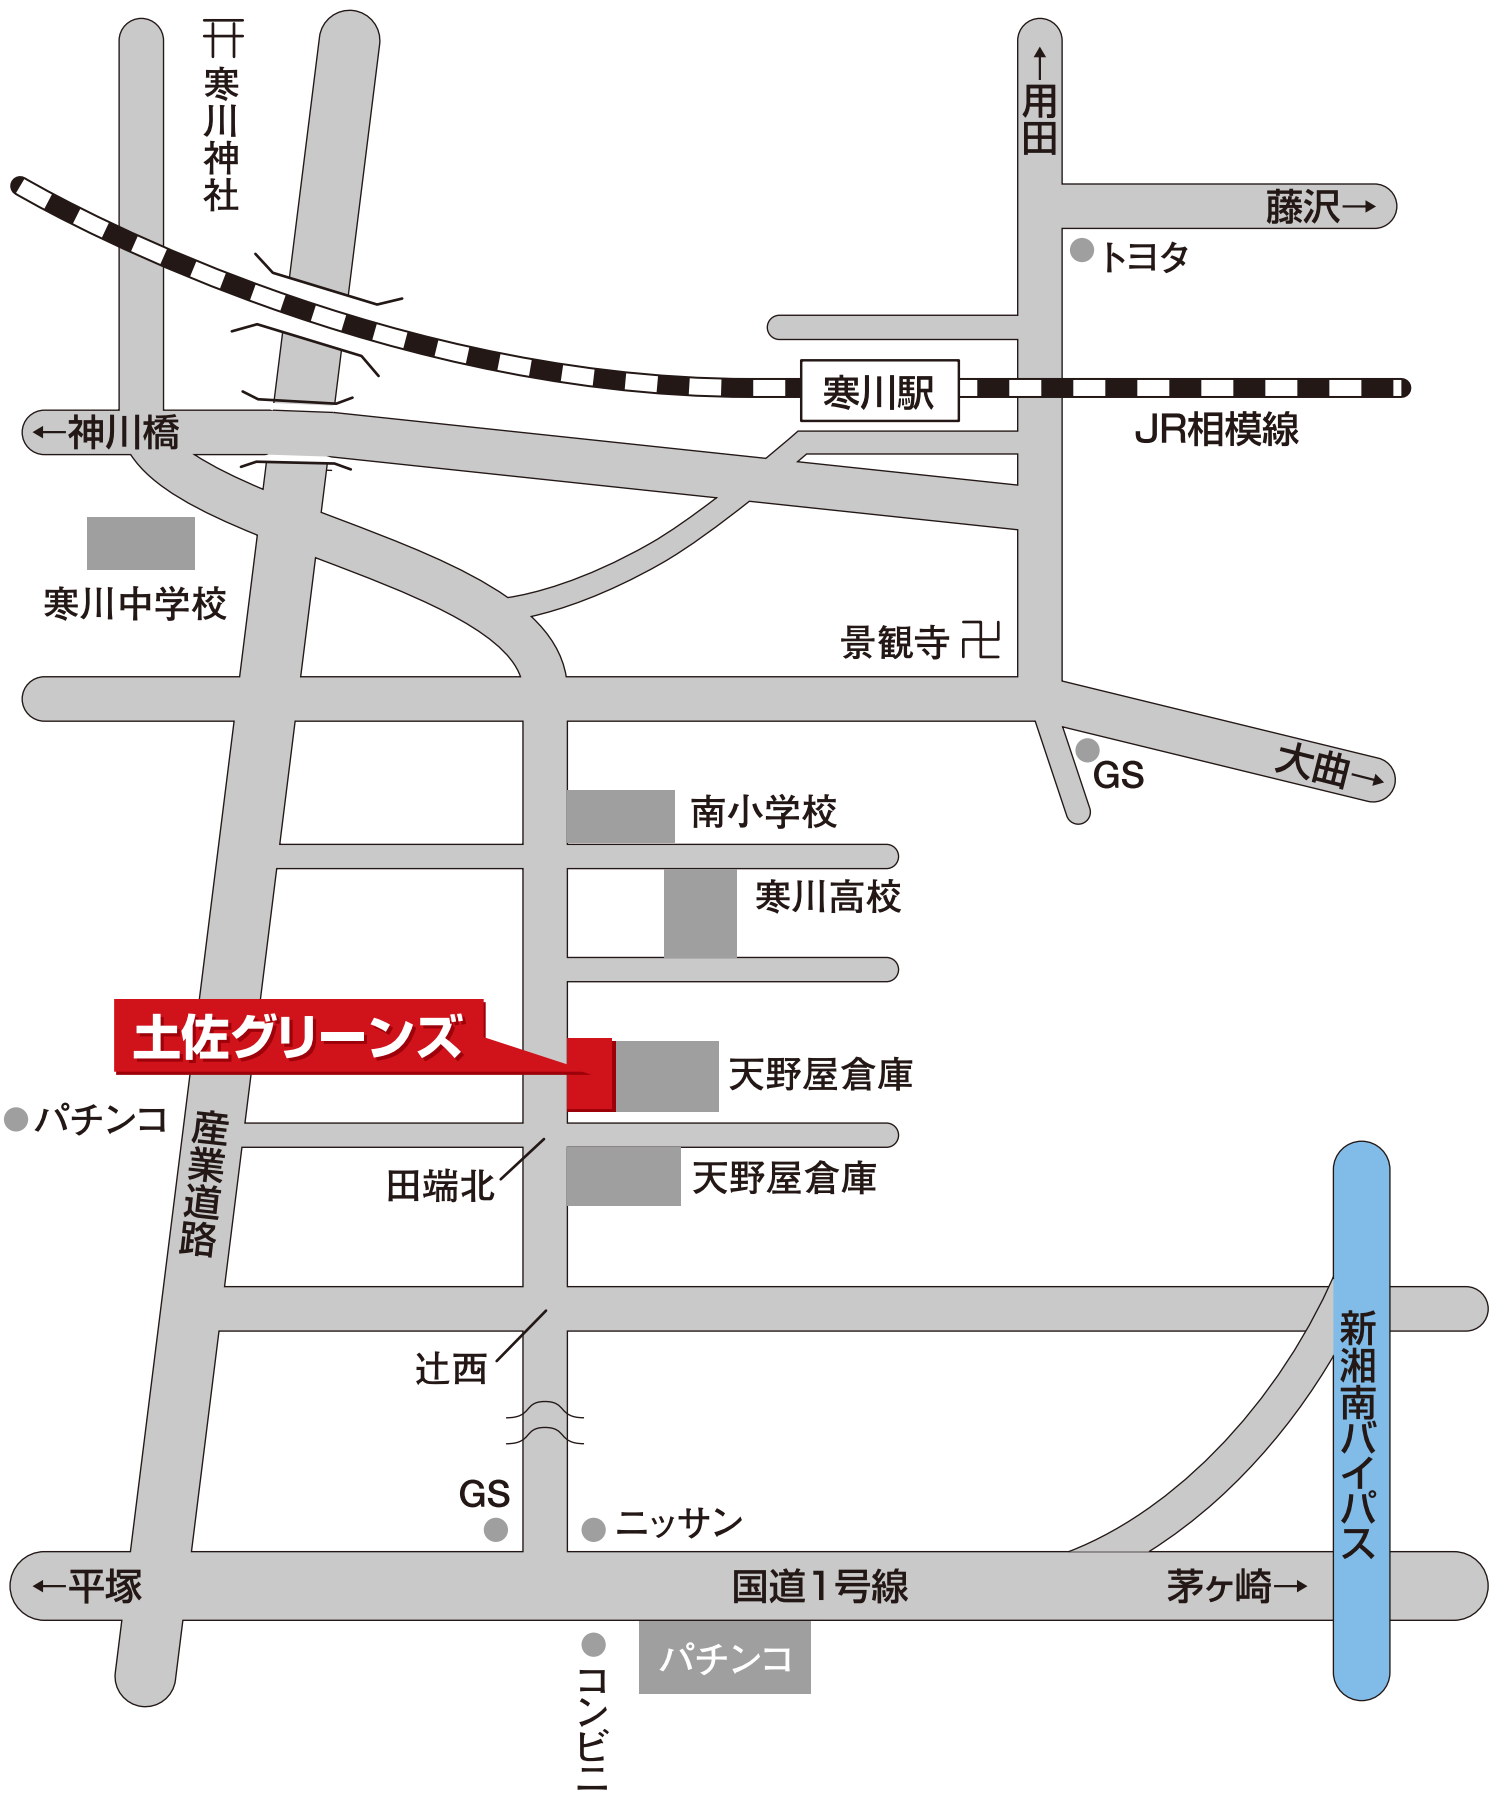 寒川神社
↑用田
藤沢→
トヨタ
寒川駅
JR相模線
←神川橋
寒川中学校
景観寺
大曲→
GS
南小学校
寒川高校
土佐グリーンズ
天野屋倉庫
パチンコ
産業道路
田端北
天野屋倉庫
新湘南バイパス
辻西
GS
ニッサン
←平塚
国道1号線
茅ヶ崎→
パチンコ
コンビニ